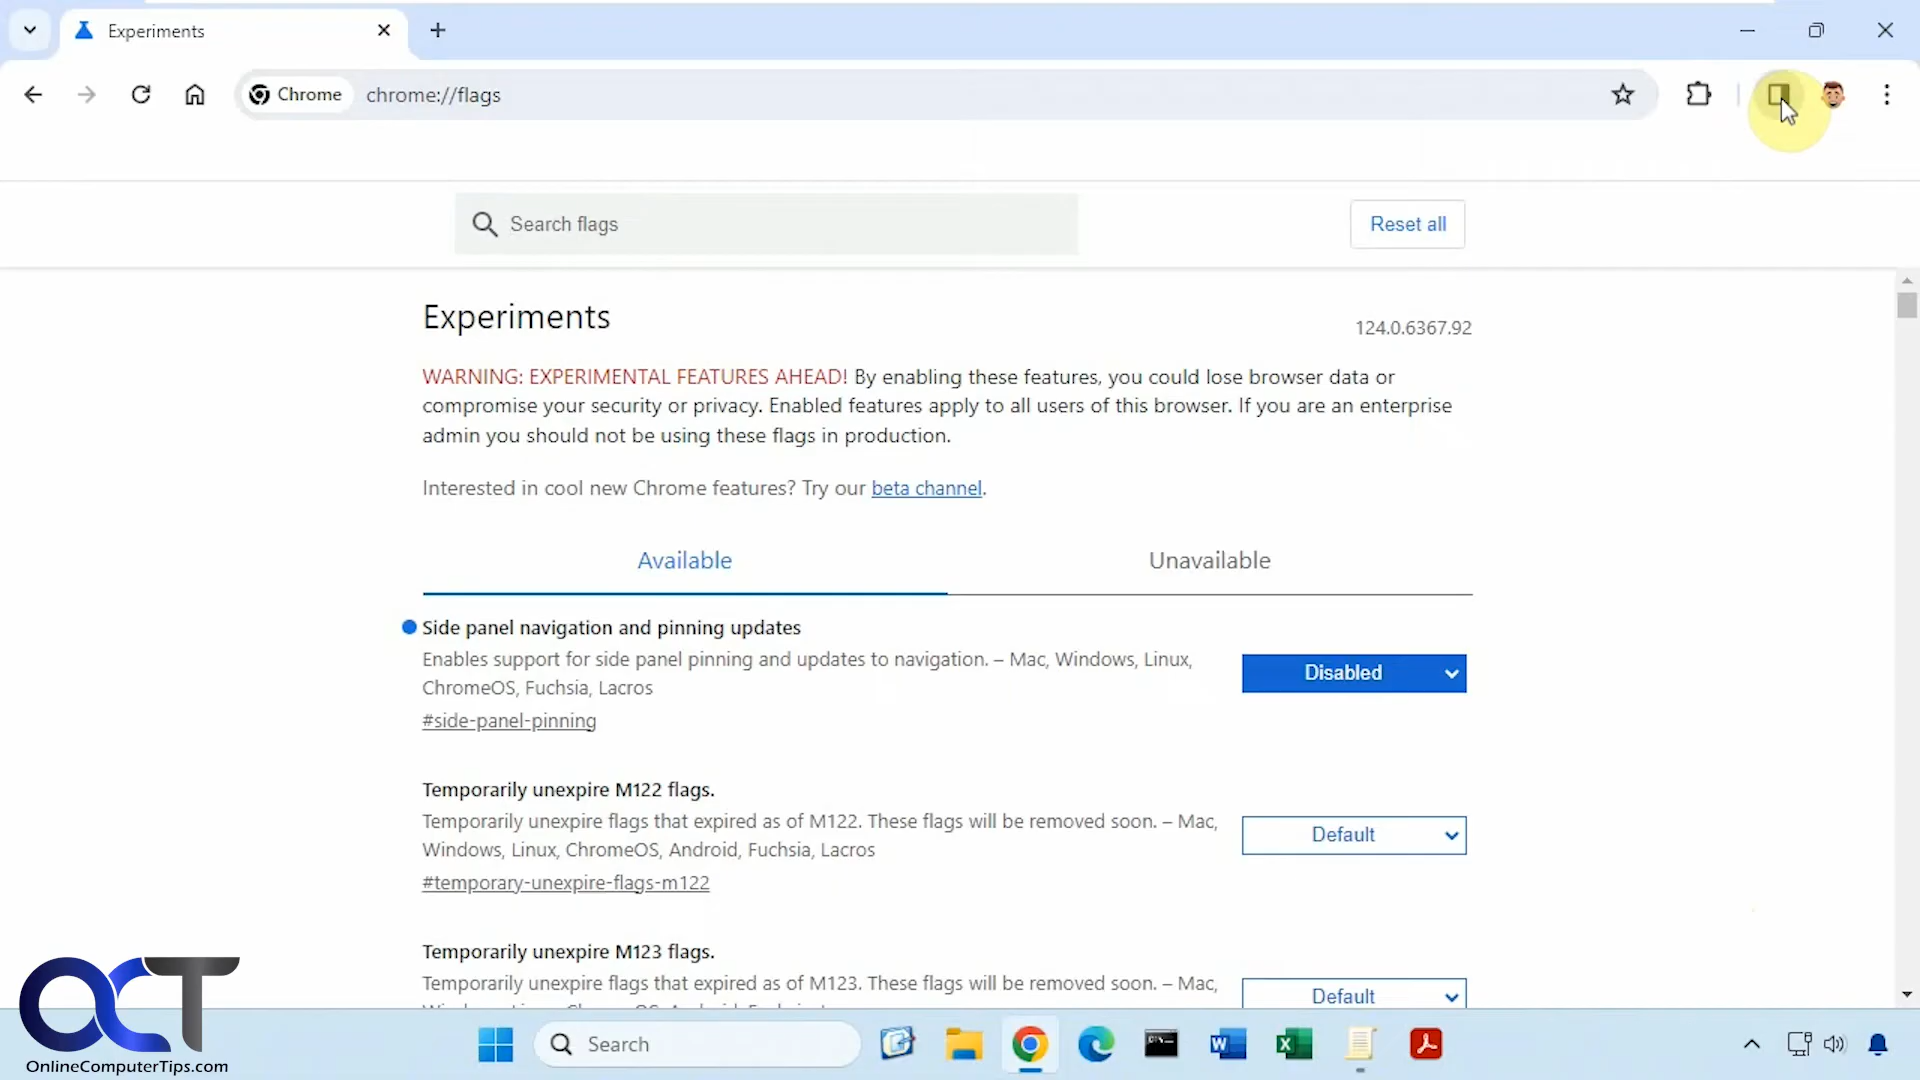 Experiments
Chrome
chrome://flags
Search flags
Reset all
Experiments
124.0.6367.92
WARNING: EXPERIMENTAL FEATURES AHEAD! By enabling these features, you could lose browser data or
compromise your security or privacy. Enabled features apply to all users of this browser. If you are an enterprise
admin you should not be using these flags in production.
Interested in cool new Chrome features? Try our beta channel.
Available
Unavailable
Side panel navigation and pinning updates
Enables support for side panel pinning and updates to navigation. – Mac, Windows, Linux,
ChromeOS, Fuchsia, Lacros
#side-panel-pinning
Disabled
Temporarily unexpire M122 flags.
Temporarily unexpire flags that expired as of M122. These flags will be removed soon. – Mac,
Windows, Linux, ChromeOS, Android, Fuchsia, Lacros
#temporary-unexpire-flags-m122
Default
Temporarily unexpire M123 flags.
Temporarily unexpire flags that expired as of M123. These flags will be removed soon. – Mac,
Default
OCT
OnlineComputerTips.com
Search